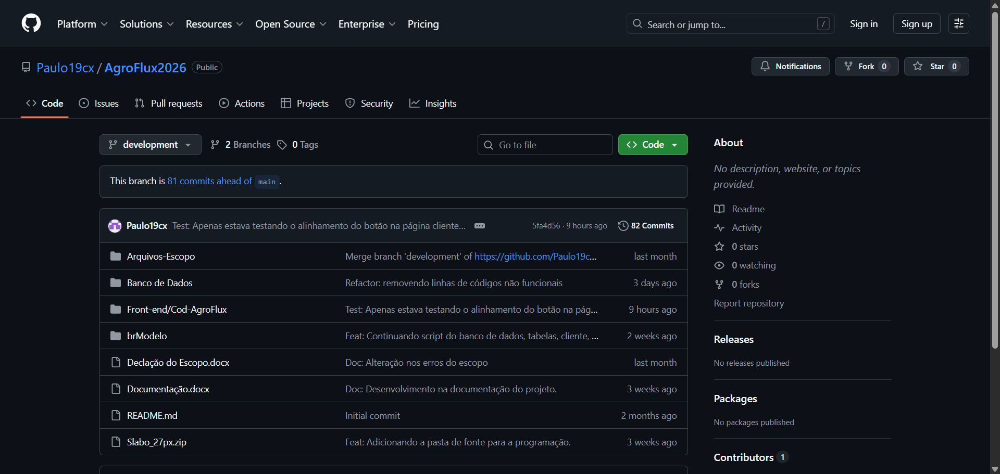 Platform Solutions Resources Open Source Enterprise Pricing Search or jump to... / Sign in Sign up
Paulo19cx / AgroFlux2026 Public Notifications Fork 0 Star 0
Code Issues Pull requests Actions Projects Security Insights
development 2 Branches 0 Tags Go to file Code
This branch is 81 commits ahead of main .
Paulo19cx Test: Apenas estava testando o alinhamento do botão na página cliente... 5fa4d56 · 9 hours ago 82 Commits
Arquivos-Escopo Merge branch 'development' of https://github.com/Paulo19c... last month
Banco de Dados Refactor: removendo linhas de códigos não funcionais 3 days ago
Front-end/Cod-AgroFlux Test: Apenas estava testando o alinhamento do botão na pág... 9 hours ago
brModelo Feat: Continuando script do banco de dados, tabelas, cliente, ... 2 weeks ago
Declação do Escopo.docx Doc: Alteração nos erros do escopo last month
Documentação.docx Doc: Desenvolvimento na documentação do projeto. 3 weeks ago
README.md Initial commit 2 months ago
Slabo_27px.zip Feat: Adicionando a pasta de fonte para a programação. 3 weeks ago
About
No description, website, or topics
provided.
Readme
Activity
0 stars
0 watching
0 forks
Report repository
Releases
No releases published
Packages
No packages published
Contributors 1